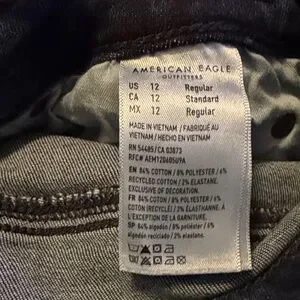 AMERICAN EAGLE
OUTFITTERS
US 12 Regular
CA 12 Standard
MX 12 Regular
MADE IN VIETNAM / FABRIQUÉ AU
VIETNAM / HECHO EN VIETNAM
RN 54485/CA 03873
RFC# AEM120605U9A
EN 84% COTTON / 8% POLYESTER / 6%
RECYCLED COTTON / 2% ELASTANE.
EXCLUSIVE OF DECORATION.
FR 84% COTON / 8% POLYESTER / 6%
COTON (RECYCLÉ) / 2% ÉLASTHANNE. À
L'EXCEPTION DE LA GARNITURE.
SP 84% algodón / 8% poliéster / 6%
algodón reciclado / 2% elastano.